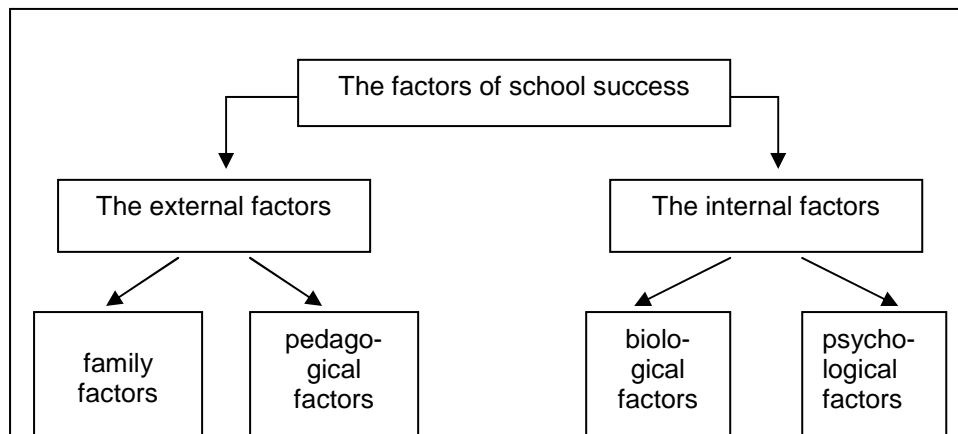 The factors of school success
The external factors
The internal factors
family
factors
pedago-
gical factors
biolo-
gical
factors
psycho-
logical
factors